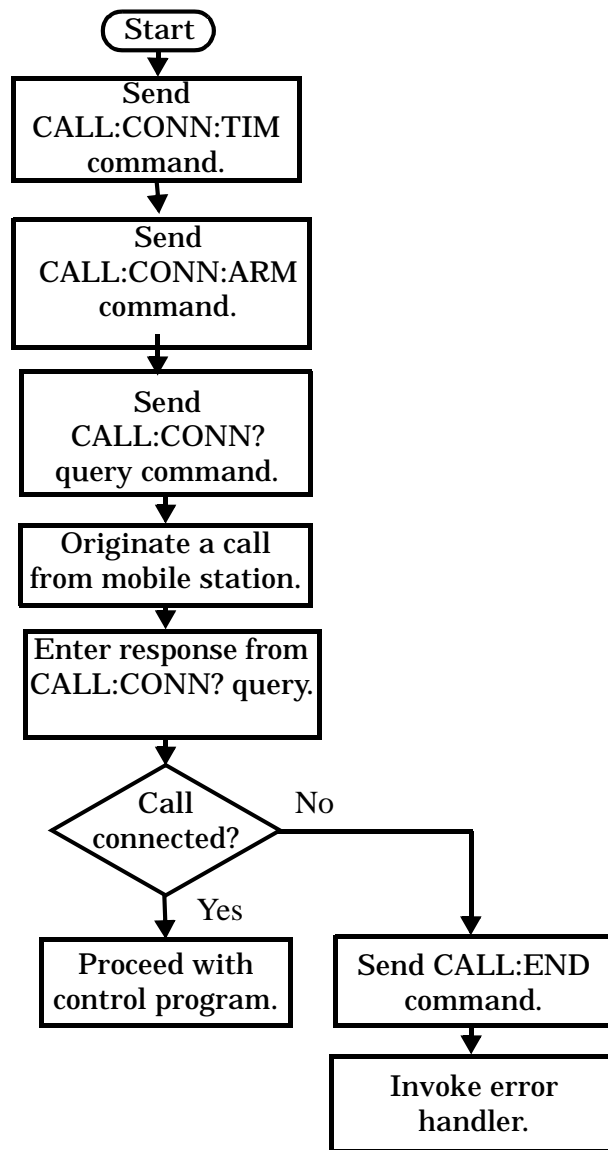 Start
Send
CALL:CONN:TIM
command.
Send
CALL:CONN:ARM
command.
Send
CALL:CONN?
query command.
Originate a call
from mobile station.
Enter response from
CALL:CONN? query.
Call
connected?
No
Yes
Proceed with
control program.
Send CALL:END
command.
Invoke error
handler.